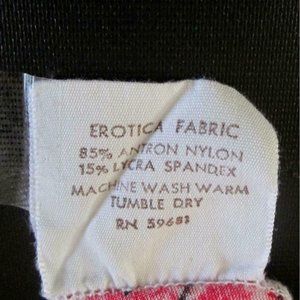 EROTICA FABRIC
85% ANTRON NYLON
15% LYCRA SPANDEX
MACHINE WASH WARM
TUMBLE DRY
RN 59683